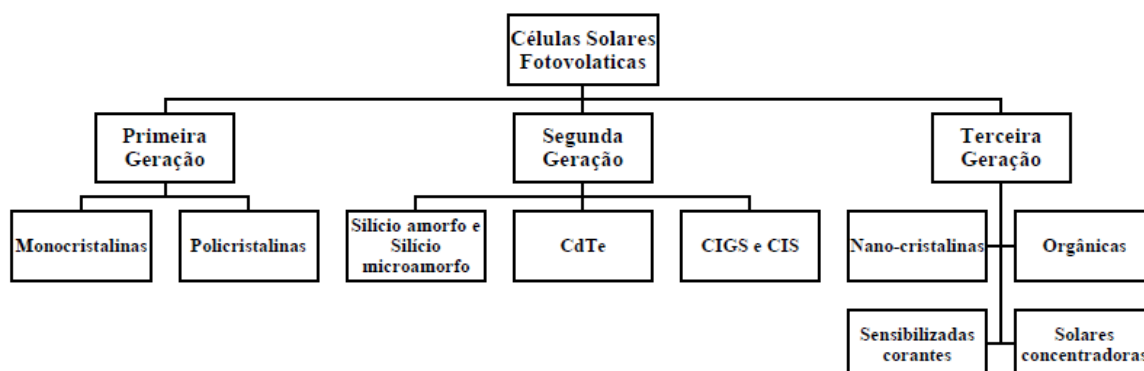 Células Solares
Fotovolaticas
Primeira
Geração
Segunda
Geração
Terceira
Geração
Monocristalinas
Policristalinas
Silício amorfo e
Silício
microamorfo
CdTe
CIGS e CIS
Nano-cristalinas
Orgânicas
Sensibilizadas
corantes
Solares
concentradoras